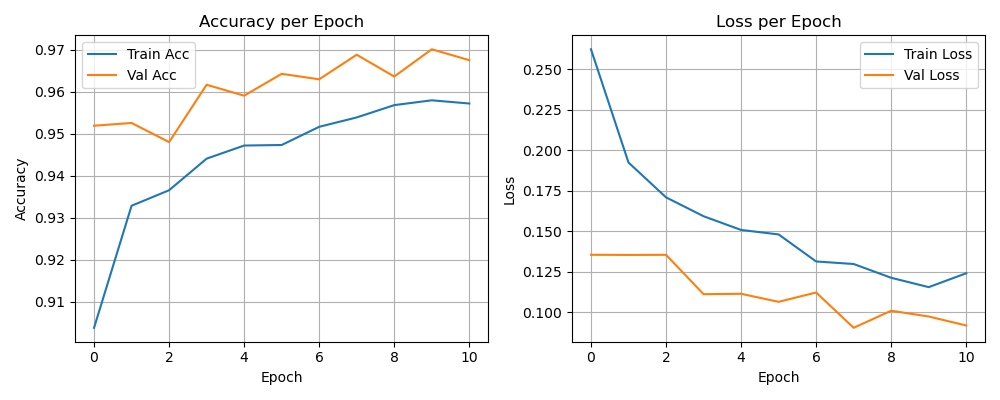 Accuracy per Epoch
Train Acc
Val Acc
0.97
0.96
0.95
0.94
0.93
0.92
0.91
Accuracy
0 2 4 6 8 10
Epoch
Loss per Epoch
Train Loss
Val Loss
0.250
0.225
0.200
0.175
0.150
0.125
0.100
Loss
0 2 4 6 8 10
Epoch